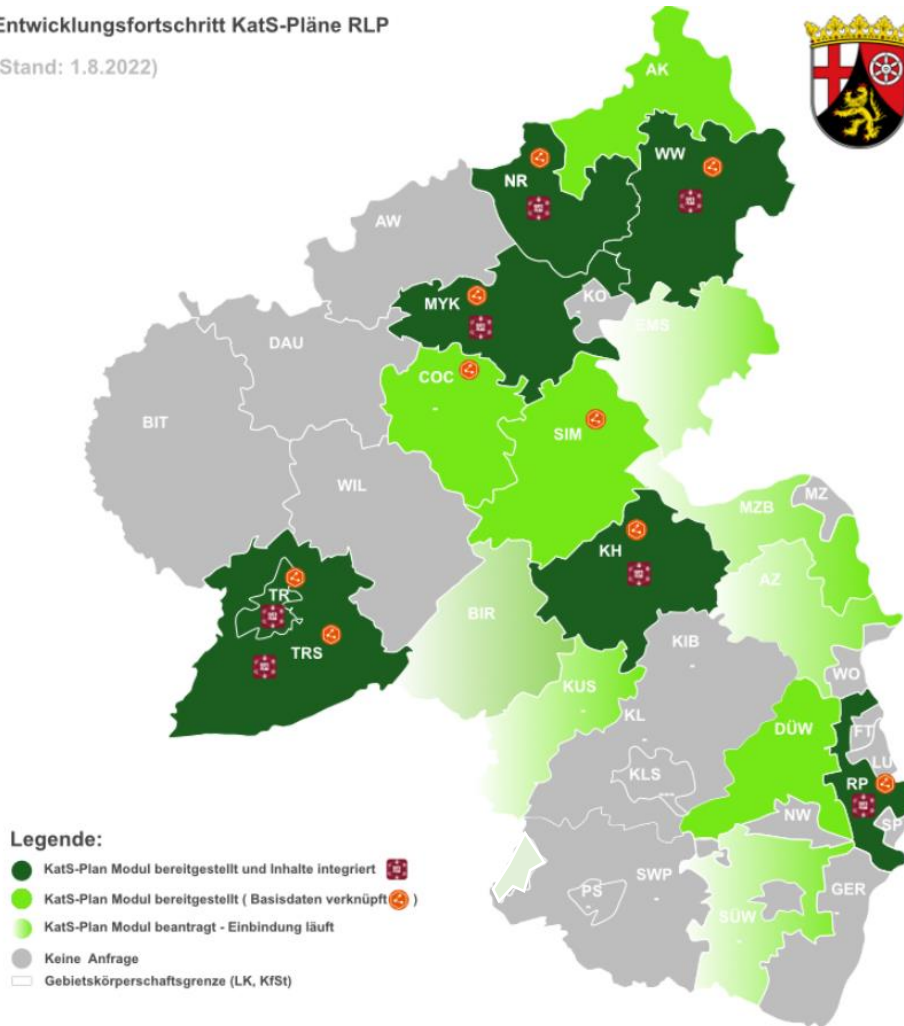 Entwicklungsfortschritt KatS-Pläne RLP
(Stand: 1.8.2022)
AK
WW
NR
AW
MYK
KO
EMS
DAU
COC
BIT
SIM
WIL
MZ
MZB
KH
AZ
TR
BIR
TRS
KIB
WO
KUS
KL
DÜW
FT
LU
KLS
RP
NW
SP
SWP
PS
GER
SÜW
Legende:
KatS-Plan Modul bereitgestellt und Inhalte integriert
KatS-Plan Modul bereitgestellt ( Basisdaten verknüpft )
KatS-Plan Modul beantragt - Einbindung läuft
Keine Anfrage
Gebietskörperschaftsgrenze (LK, KfSt)